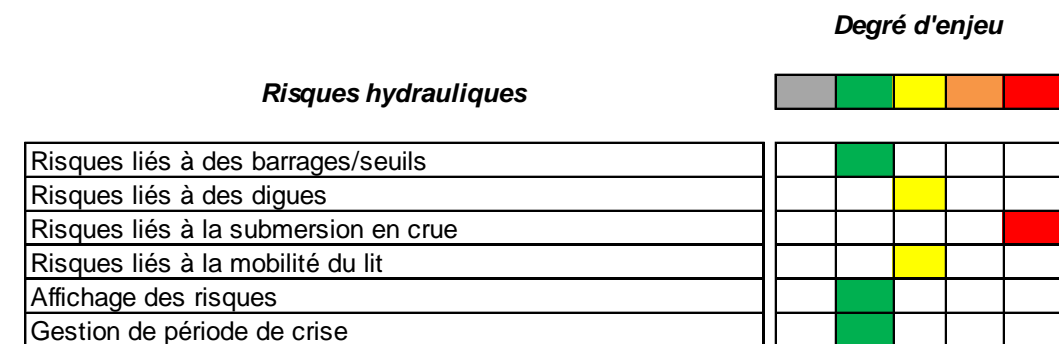 Degré d'enjeu
Risques hydrauliques
Risques liés à des barrages/seuils
Risques liés à des digues
Risques liés à la submersion en crue
Risques liés à la mobilité du lit
Affichage des risques
Gestion de période de crise